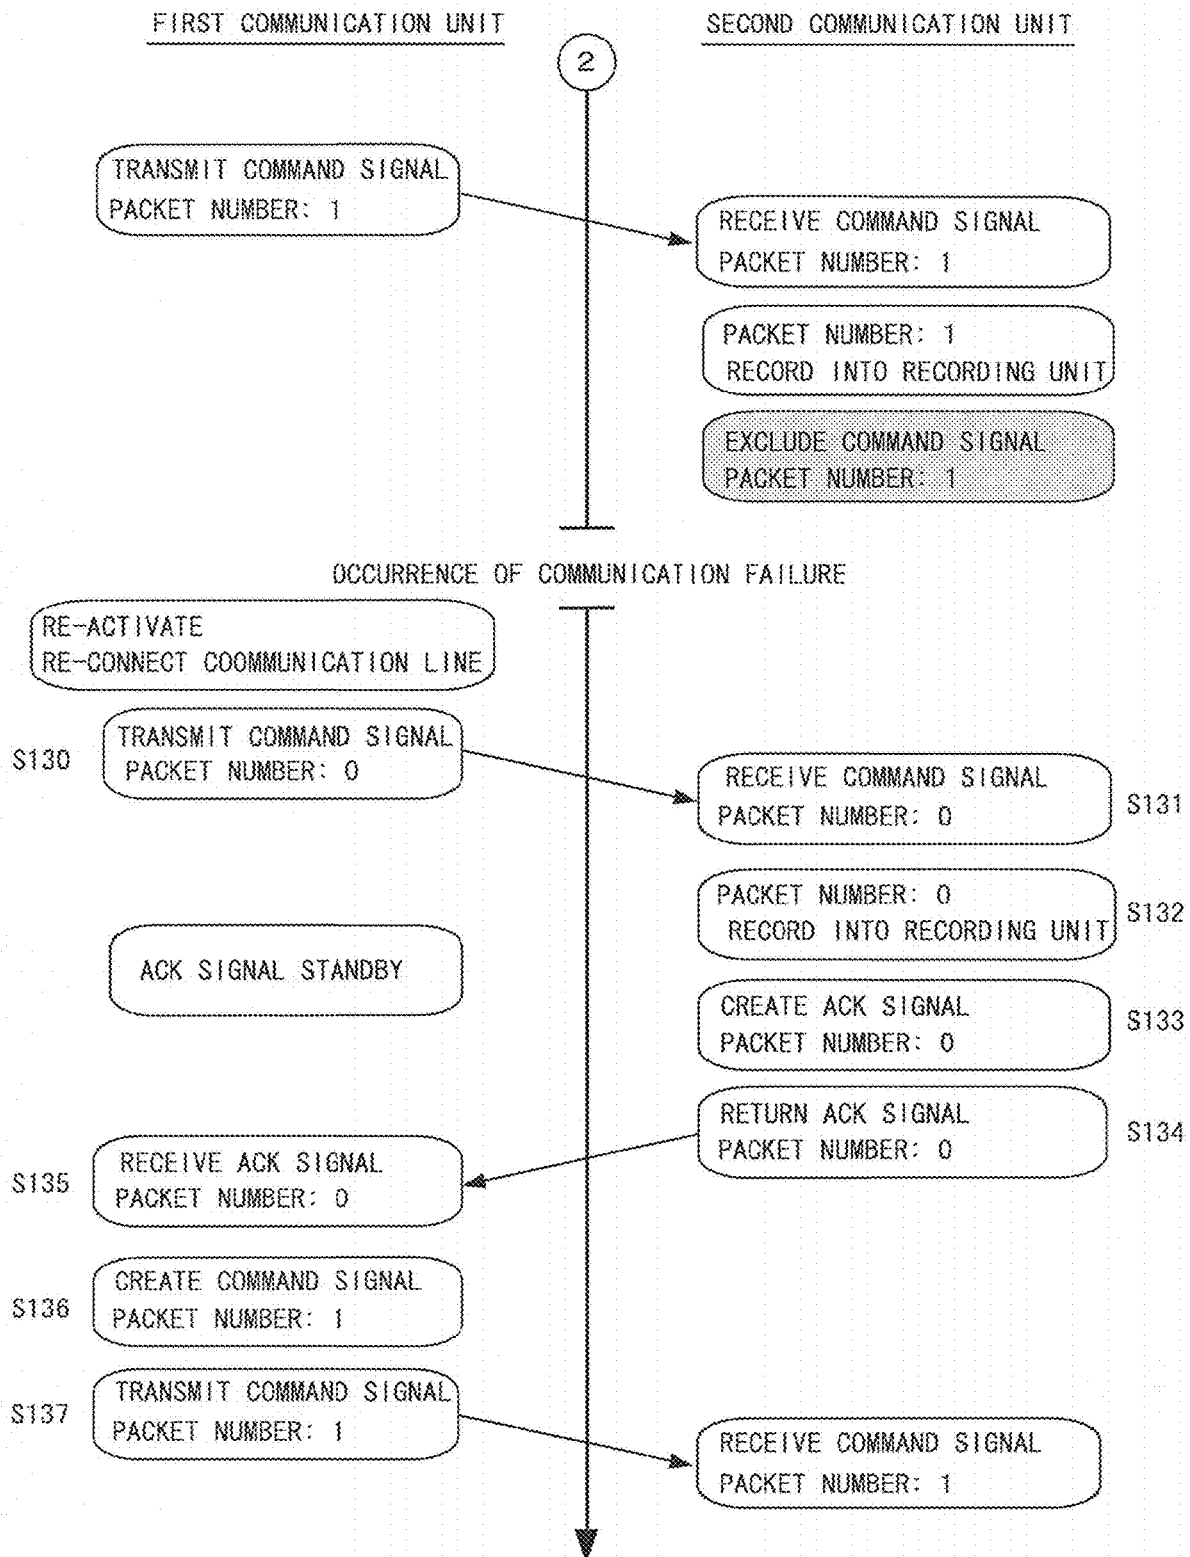 FIRST COMMUNICATION UNIT
SECOND COMMUNICATION UNIT
2
TRANSMIT COMMAND SIGNAL
PACKET NUMBER: 1
RECEIVE COMMAND SIGNAL
PACKET NUMBER: 1
PACKET NUMBER: 1
RECORD INTO RECORDING UNIT
EXCLUDE COMMAND SIGNAL
PACKET NUMBER: 1
OCCURRENCE OF COMMUNICATION FAILURE
RE-ACTIVATE
RE-CONNECT COOMMUNICATION LINE
S130
TRANSMIT COMMAND SIGNAL
PACKET NUMBER: 0
RECEIVE COMMAND SIGNAL
PACKET NUMBER: 0
S131
PACKET NUMBER: 0
RECORD INTO RECORDING UNIT
S132
ACK SIGNAL STANDBY
CREATE ACK SIGNAL
PACKET NUMBER: 0
S133
RETURN ACK SIGNAL
PACKET NUMBER: 0
S134
S135
RECEIVE ACK SIGNAL
PACKET NUMBER: 0
S136
CREATE COMMAND SIGNAL
PACKET NUMBER: 1
S137
TRANSMIT COMMAND SIGNAL
PACKET NUMBER: 1
RECEIVE COMMAND SIGNAL
PACKET NUMBER: 1